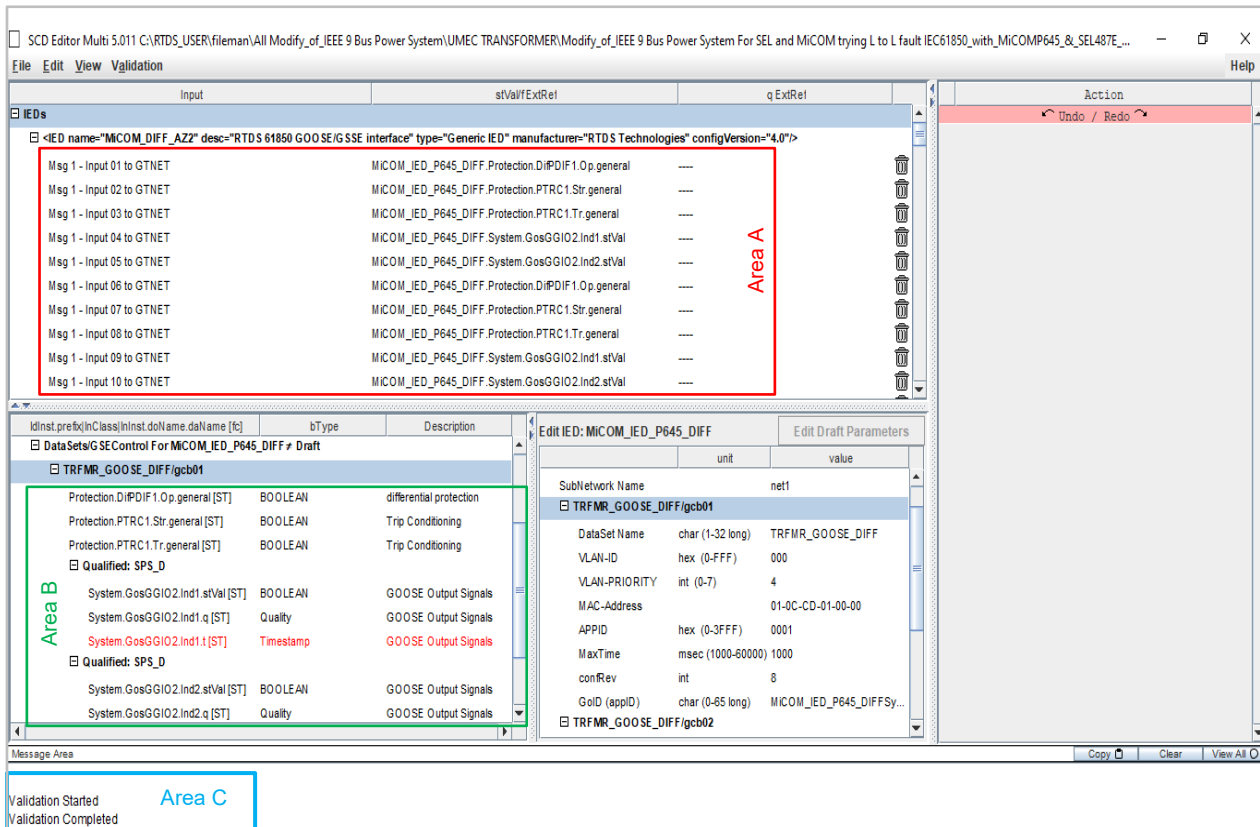 SCD Editor Multi 5.011 C:\RTDS_USER\fileman\All Modify_of_IEEE 9 Bus Power System\UMEC TRANSFORMER\Modify_of_IEEE 9 Bus Power System For SEL and MiCOM trying L to L fault IEC61850_with_MiCOMP645_&_SEL487E_...
File Edit View Validation Help
Input stVal/fExtRef q ExtRef
IEDs
<IED name="MiCOM_DIFF_AZ2" desc="RTDS 61850 GOOSE/GSSE interface" type="Generic IED" manufacturer="RTDS Technologies" configVersion="4.0"/>
Msg 1 - Input 01 to GTNET MiCOM_IED_P645_DIFF.Protection.DifPDIF1.Op.general ----
Msg 1 - Input 02 to GTNET MiCOM_IED_P645_DIFF.Protection.PTRC1.Str.general ----
Msg 1 - Input 03 to GTNET MiCOM_IED_P645_DIFF.Protection.PTRC1.Tr.general ----
Msg 1 - Input 04 to GTNET MiCOM_IED_P645_DIFF.System.GosGGIO2.Ind1.stVal ----
Msg 1 - Input 05 to GTNET MiCOM_IED_P645_DIFF.System.GosGGIO2.Ind2.stVal ----
Msg 1 - Input 06 to GTNET MiCOM_IED_P645_DIFF.Protection.DifPDIF1.Op.general ----
Msg 1 - Input 07 to GTNET MiCOM_IED_P645_DIFF.Protection.PTRC1.Str.general ----
Msg 1 - Input 08 to GTNET MiCOM_IED_P645_DIFF.Protection.PTRC1.Tr.general ----
Msg 1 - Input 09 to GTNET MiCOM_IED_P645_DIFF.System.GosGGIO2.Ind1.stVal ----
Msg 1 - Input 10 to GTNET MiCOM_IED_P645_DIFF.System.GosGGIO2.Ind2.stVal ----
Area A
Action
Undo / Redo
ldInst.prefix|lnClass|lnInst.doName.daName [fc] bType Description
DataSets/GSEControl For MiCOM_IED_P645_DIFF ≠ Draft
TRFMR_GOOSE_DIFF/gcb01
Protection.DifPDIF1.Op.general [ST] BOOLEAN differential protection
Protection.PTRC1.Str.general [ST] BOOLEAN Trip Conditioning
Protection.PTRC1.Tr.general [ST] BOOLEAN Trip Conditioning
Qualified: SPS_D
System.GosGGIO2.Ind1.stVal [ST] BOOLEAN GOOSE Output Signals
System.GosGGIO2.Ind1.q [ST] Quality GOOSE Output Signals
System.GosGGIO2.Ind1.t [ST] Timestamp GOOSE Output Signals
Qualified: SPS_D
System.GosGGIO2.Ind2.stVal [ST] BOOLEAN GOOSE Output Signals
System.GosGGIO2.Ind2.q [ST] Quality GOOSE Output Signals
Area B
Edit IED: MiCOM_IED_P645_DIFF Edit Draft Parameters
unit value
SubNetwork Name net1
TRFMR_GOOSE_DIFF/gcb01
DataSet Name char (1-32 long) TRFMR_GOOSE_DIFF
VLAN-ID hex (0-FFF) 000
VLAN-PRIORITY int (0-7) 4
MAC-Address 01-0C-CD-01-00-00
APPID hex (0-3FFF) 0001
MaxTime msec (1000-60000) 1000
confRev int 8
GoID (appID) char (0-65 long) MiCOM_IED_P645_DIFFSy...
TRFMR_GOOSE_DIFF/gcb02
Message Area Copy Clear View All
Validation Started
Validation Completed
Area C